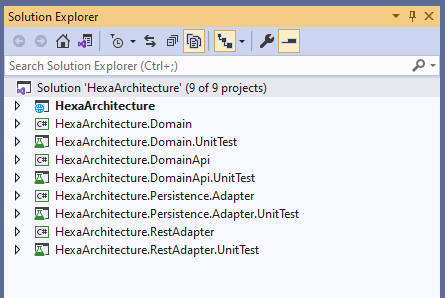 Solution Explorer
Search Solution Explorer (Ctrl+;)
Solution 'HexaArchitecture' (9 of 9 projects)
HexaArchitecture
C# HexaArchitecture.Domain
HexaArchitecture.Domain.UnitTest
C# HexaArchitecture.DomainApi
HexaArchitecture.DomainApi.UnitTest
C# HexaArchitecture.Persistence.Adapter
HexaArchitecture.Persistence.Adapter.UnitTest
C# HexaArchitecture.RestAdapter
HexaArchitecture.RestAdapter.UnitTest